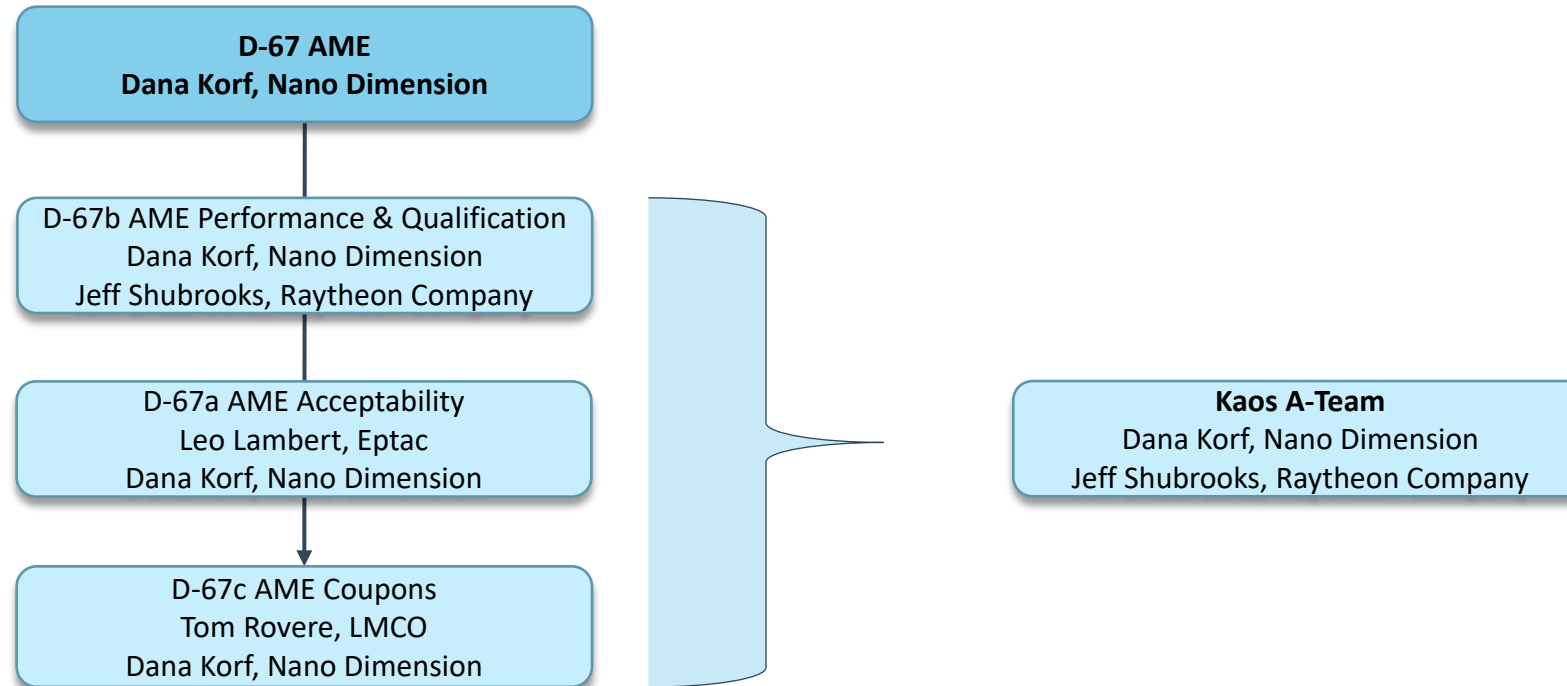 D-67 AME
Dana Korf, Nano Dimension
D-67b AME Performance & Qualification
Dana Korf, Nano Dimension
Jeff Shubrooks, Raytheon Company
D-67a AME Acceptability
Leo Lambert, Eptac
Dana Korf, Nano Dimension
D-67c AME Coupons
Tom Rovere, LMCO
Dana Korf, Nano Dimension
Kaos A-Team
Dana Korf, Nano Dimension
Jeff Shubrooks, Raytheon Company